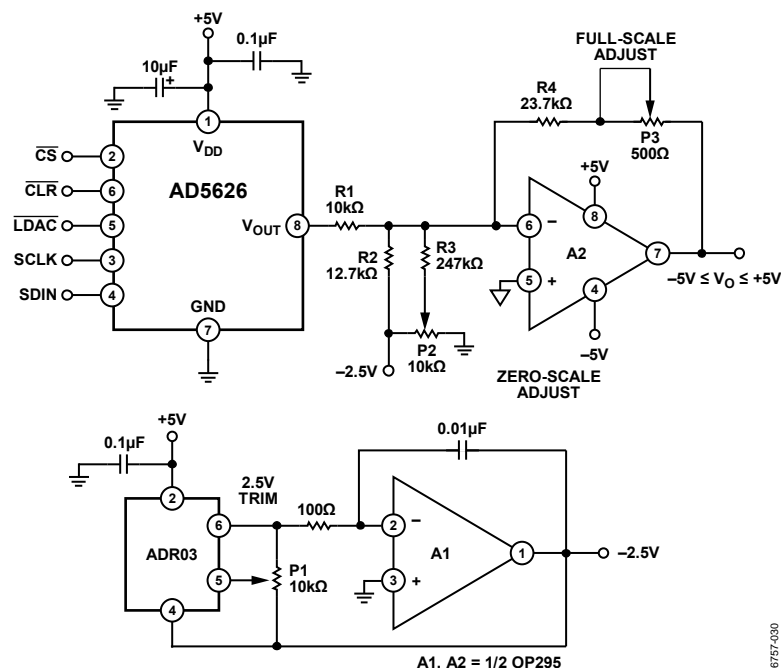 +5V
0.1µF
10µF
+
1
VDD
CS
2
CLR
6
LDAC
5
SCLK
3
SDIN
4
AD5626
VOUT
8
GND
7
R1
10kΩ
R2
12.7kΩ
R3
247kΩ
P2
10kΩ
–2.5V
FULL-SCALE
ADJUST
R4
23.7kΩ
P3
500Ω
+5V
8
6
–
A2
5
+
4
7
–5V
–5V ≤ VO ≤ +5V
ZERO-SCALE
ADJUST
+5V
0.1µF
2
ADR03
6
5
4
2.5V
TRIM
P1
10kΩ
100Ω
0.01µF
2
–
A1
3
+
1
–2.5V
A1, A2 = 1/2 OP295
6757-030